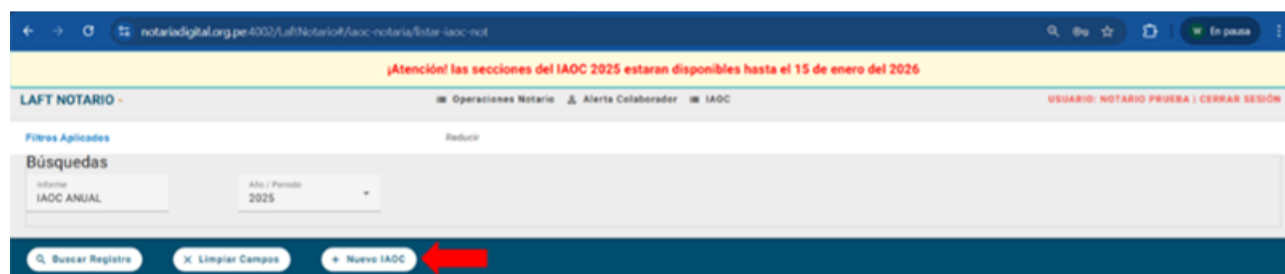 notariadigital.org.pe:4002/LaftNotario#/iaoc-notaria/listar-iaoc-not
W En pausa
¡Atención! las secciones del IAOC 2025 estaran disponibles hasta el 15 de enero del 2026
LAFT NOTARIO Operaciones Notario Alerta Colaborador IAOC USUARIO: NOTARIO PRUEBA | CERRAR SESIÓN
Filtros Aplicados Reducir
Búsquedas
Informe Año / Periodo
IAOC ANUAL 2025
Buscar Registro × Limpiar Campos + Nuevo IAOC